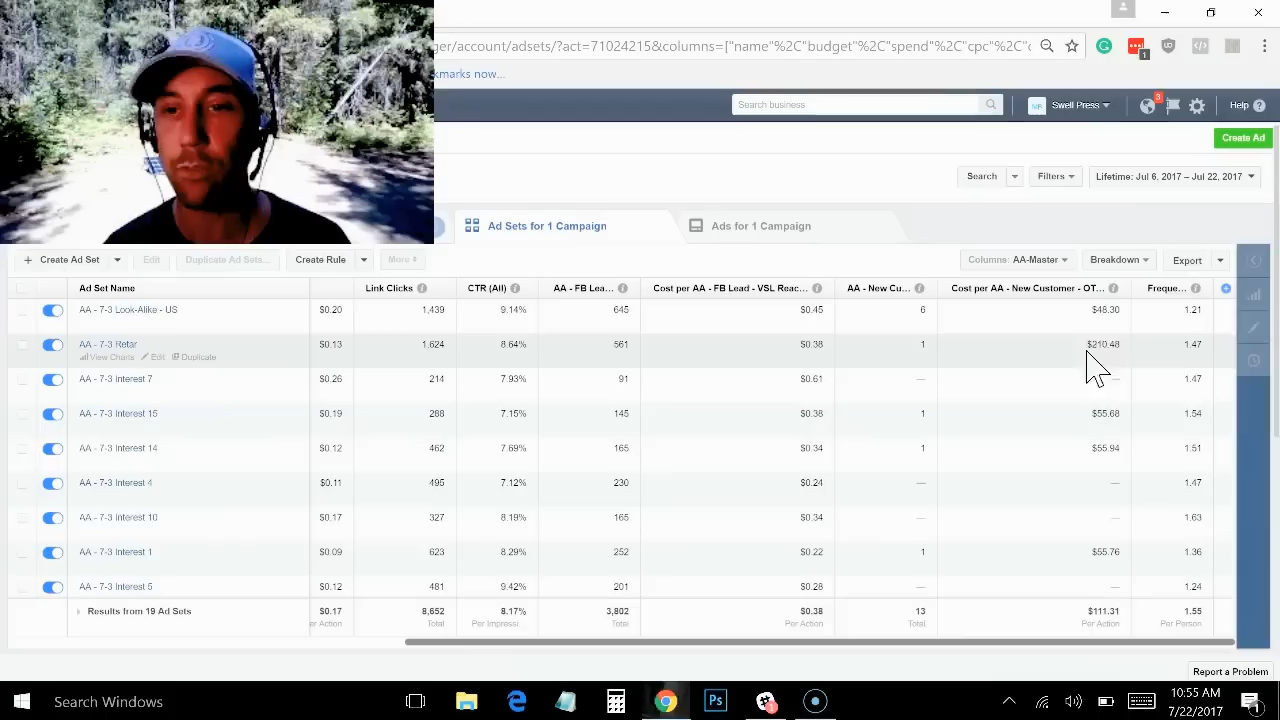 ger/account/adsets/?act=71024215&columns=["name"%2C"budget"%2C"spend"%2C"cpc"%2C"c
1
kmarks now...
Search business
Swell Press
3
Help
Create Ad
Search
Filters
Lifetime: Jul 6, 2017 – Jul 22, 2017
Ad Sets for 1 Campaign
Ads for 1 Campaign
+ Create Ad Set Edit Duplicate Ad Sets... Create Rule More Columns: AA-Master Breakdown Export
Ad Set Name Link Clicks CTR (All) AA - FB Lea... Cost per AA - FB Lead - VSL Reac... AA - New Cu... Cost per AA - New Customer - OT... Freque...
AA - 7-3 Look-Alike - US $0.20 1,439 9.14% 645 $0.45 6 $48.30 1.21
AA - 7-3 Retar $0.13 1,624 8.64% 561 $0.38 1 $210.48 1.47
View Charts Edit Duplicate
AA - 7-3 Interest 7 $0.26 214 7.93% 91 $0.61 — — 1.47
AA - 7-3 Interest 15 $0.19 288 7.15% 145 $0.38 1 $55.68 1.54
AA - 7-3 Interest 14 $0.12 462 7.69% 165 $0.34 1 $55.94 1.51
AA - 7-3 Interest 4 $0.11 495 7.12% 230 $0.24 — — 1.47
AA - 7-3 Interest 10 $0.17 327 8.19% 165 $0.34 — — 1.63
AA - 7-3 Interest 1 $0.09 623 8.29% 252 $0.22 1 $55.76 1.36
AA - 7-3 Interest 5 $0.12 481 9.42% 201 $0.28 — — 1.24
Results from 19 Ad Sets $0.17 8,652 8.17% 3,802 $0.38 13 $111.31 1.55
er Action Total Per Impressi... Total Per Action Total Per Action Per Person
Report a Problem
Search Windows
Ps
1
10:55 AM
7/22/2017